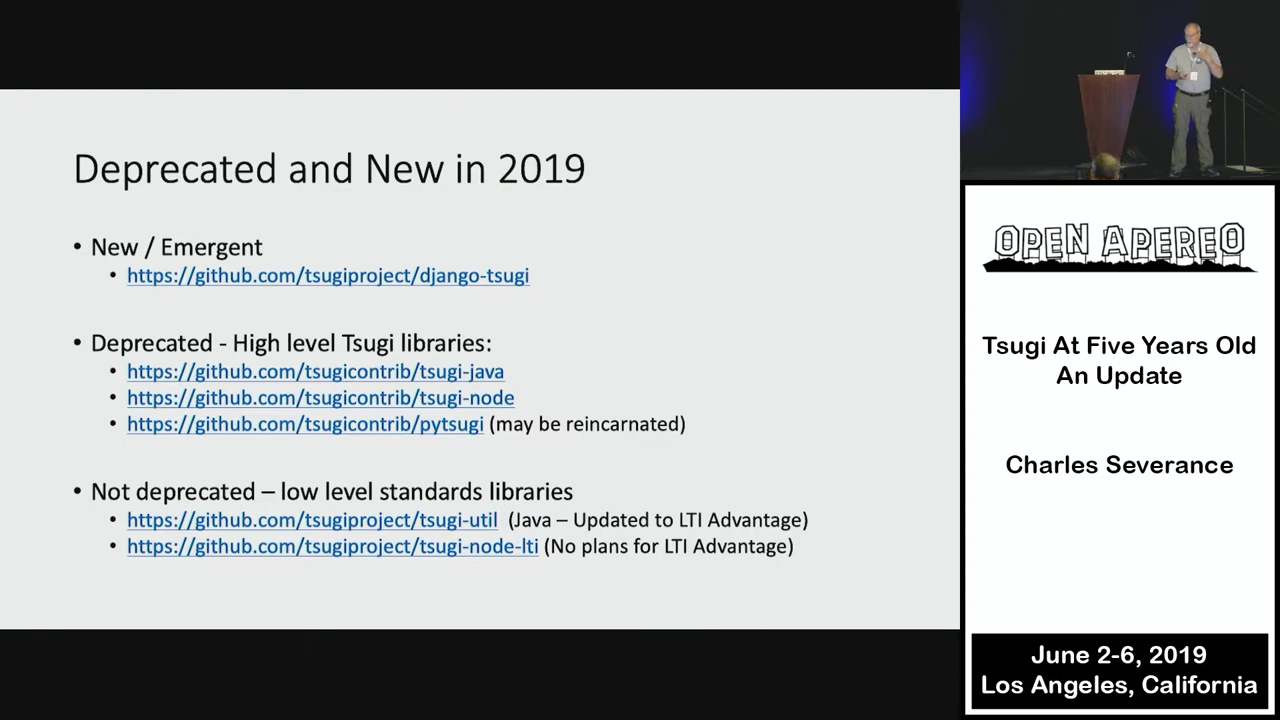 Deprecated and New in 2019
• New / Emergent
• https://github.com/tsugiproject/django-tsugi
• Deprecated - High level Tsugi libraries:
• https://github.com/tsugicontrib/tsugi-java
• https://github.com/tsugicontrib/tsugi-node
• https://github.com/tsugicontrib/pytsugi (may be reincarnated)
• Not deprecated – low level standards libraries
• https://github.com/tsugiproject/tsugi-util (Java – Updated to LTI Advantage)
• https://github.com/tsugiproject/tsugi-node-lti (No plans for LTI Advantage)
OPEN APEREO
Tsugi At Five Years Old
An Update
Charles Severance
June 2-6, 2019
Los Angeles, California